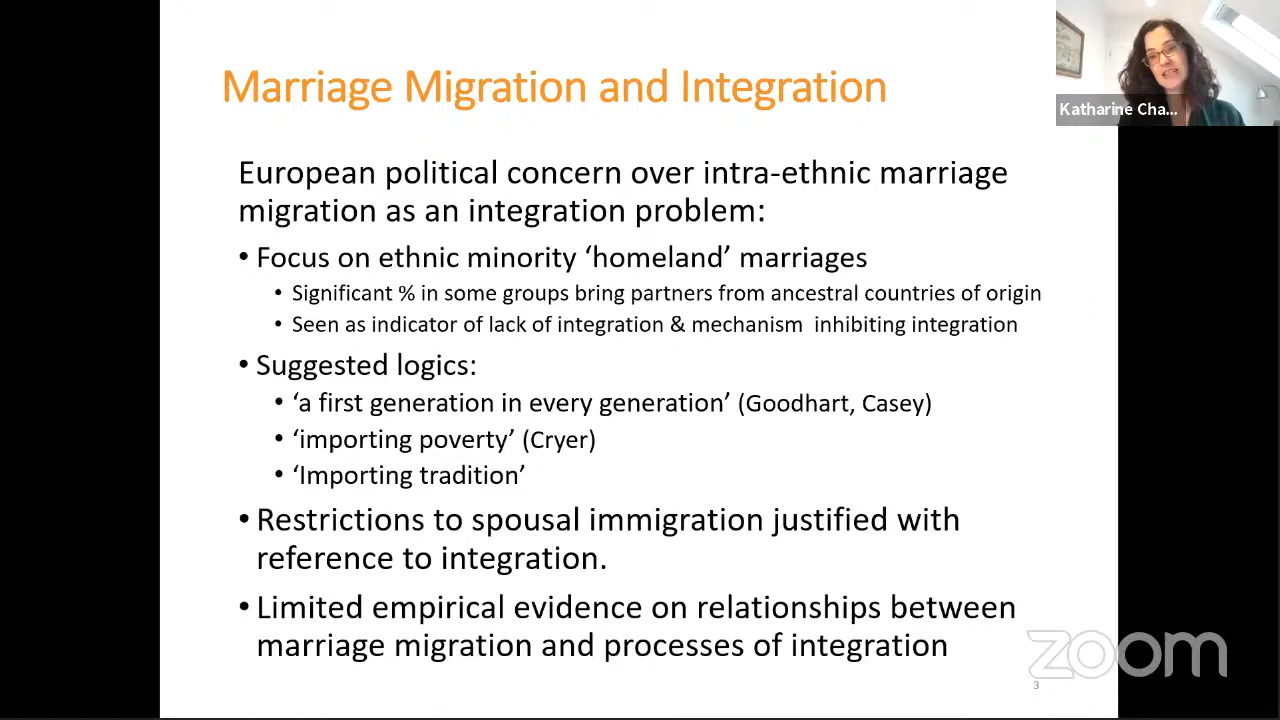 Marriage Migration and Integration
Katharine Cha...
European political concern over intra-ethnic marriage
migration as an integration problem:
• Focus on ethnic minority ‘homeland’ marriages
• Significant % in some groups bring partners from ancestral countries of origin
• Seen as indicator of lack of integration & mechanism inhibiting integration
• Suggested logics:
• ‘a first generation in every generation’ (Goodhart, Casey)
• ‘importing poverty’ (Cryer)
• ‘Importing tradition’
• Restrictions to spousal immigration justified with
reference to integration.
• Limited empirical evidence on relationships between
marriage migration and processes of integration
zoom
3